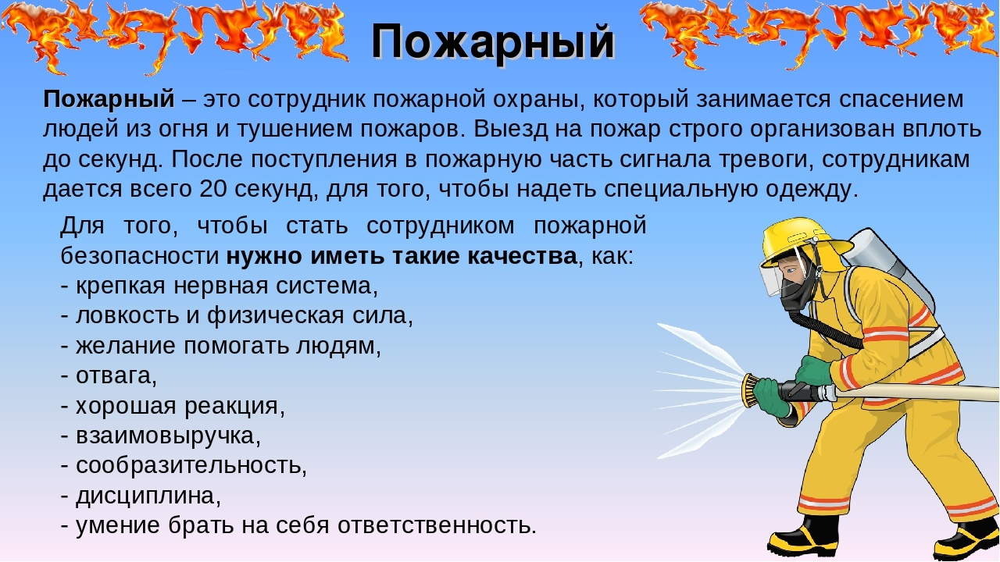 Пожарный
Пожарный – это сотрудник пожарной охраны, который занимается спасением
людей из огня и тушением пожаров. Выезд на пожар строго организован вплоть
до секунд. После поступления в пожарную часть сигнала тревоги, сотрудникам
дается всего 20 секунд, для того, чтобы надеть специальную одежду.
Для того, чтобы стать сотрудником пожарной
безопасности нужно иметь такие качества, как:
- крепкая нервная система,
- ловкость и физическая сила,
- желание помогать людям,
- отвага,
- хорошая реакция,
- взаимовыручка,
- сообразительность,
- дисциплина,
- умение брать на себя ответственность.